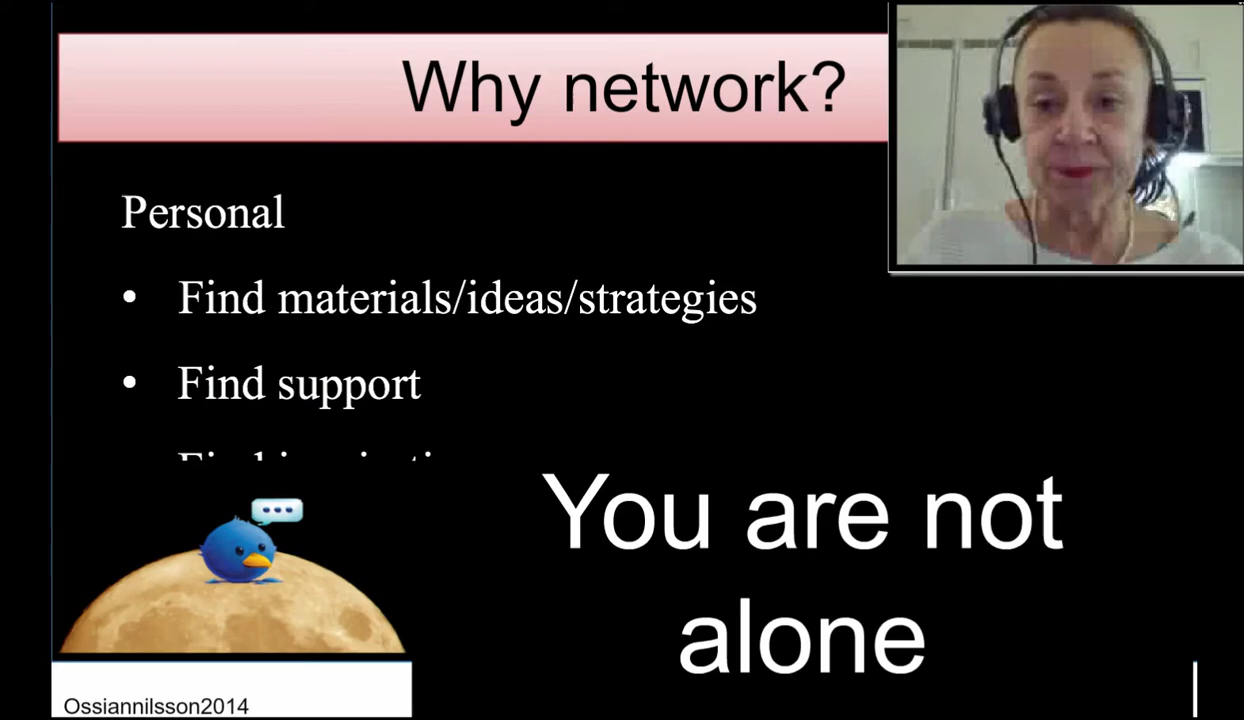 Why network?
Personal
• Find materials/ideas/strategies
• Find support
You are not
alone
Ossiannilsson2014